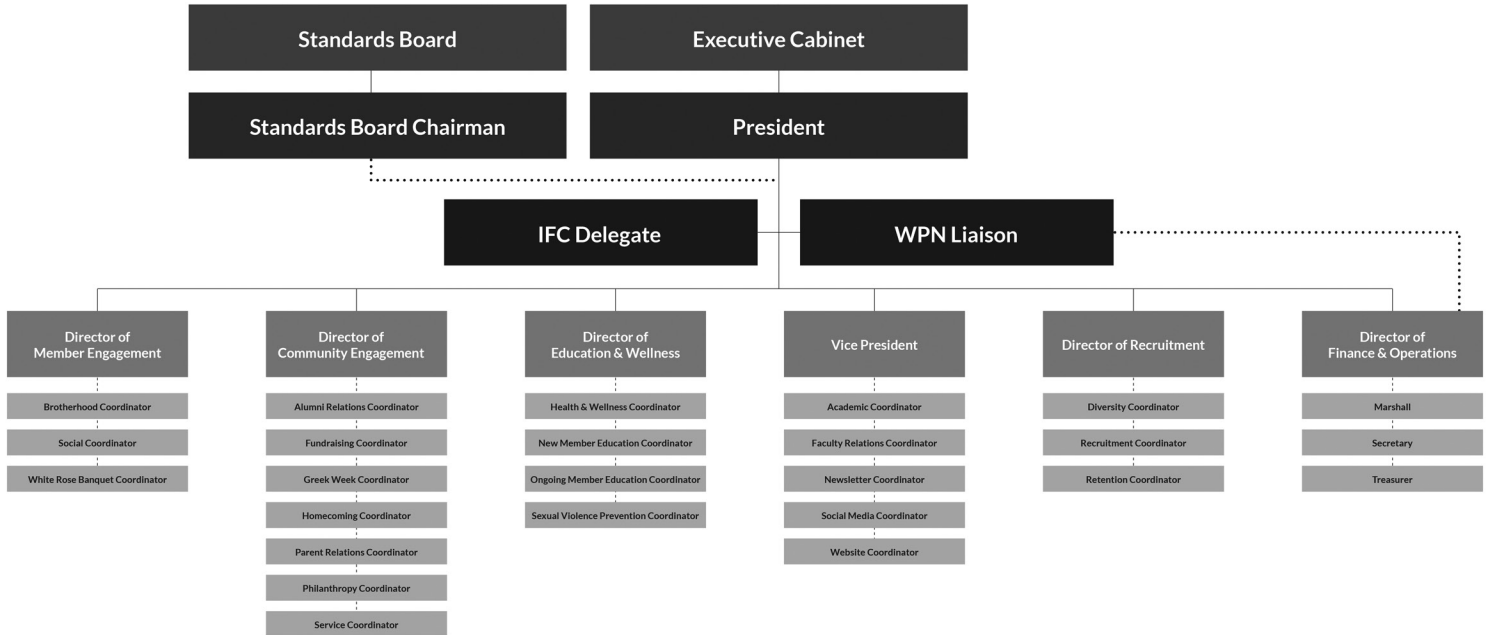 Standards Board
Executive Cabinet
Standards Board Chairman
President
IFC Delegate
WPN Liaison
Director of
Member Engagement
Brotherhood Coordinator
Social Coordinator
White Rose Banquet Coordinator
Director of
Community Engagement
Alumni Relations Coordinator
Fundraising Coordinator
Greek Week Coordinator
Homecoming Coordinator
Parent Relations Coordinator
Philanthropy Coordinator
Service Coordinator
Director of
Education & Wellness
Health & Wellness Coordinator
New Member Education Coordinator
Ongoing Member Education Coordinator
Sexual Violence Prevention Coordinator
Vice President
Academic Coordinator
Faculty Relations Coordinator
Newsletter Coordinator
Social Media Coordinator
Website Coordinator
Director of Recruitment
Diversity Coordinator
Recruitment Coordinator
Retention Coordinator
Director of
Finance & Operations
Marshall
Secretary
Treasurer